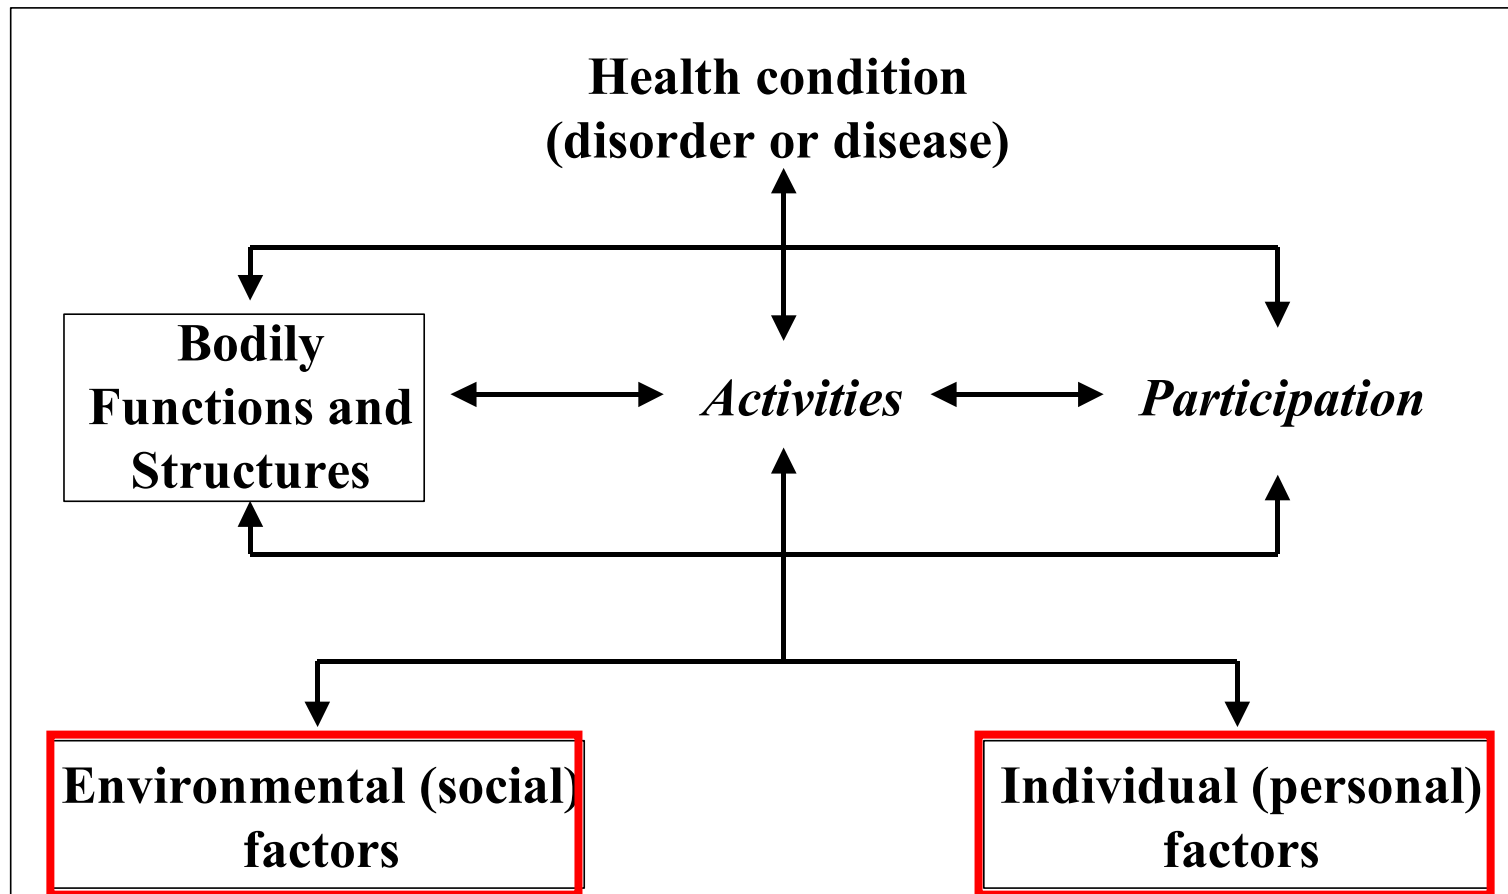 Health condition
(disorder or disease)
Bodily
Functions and
Structures
Activities
Participation
Environmental (social)
factors
Individual (personal)
factors